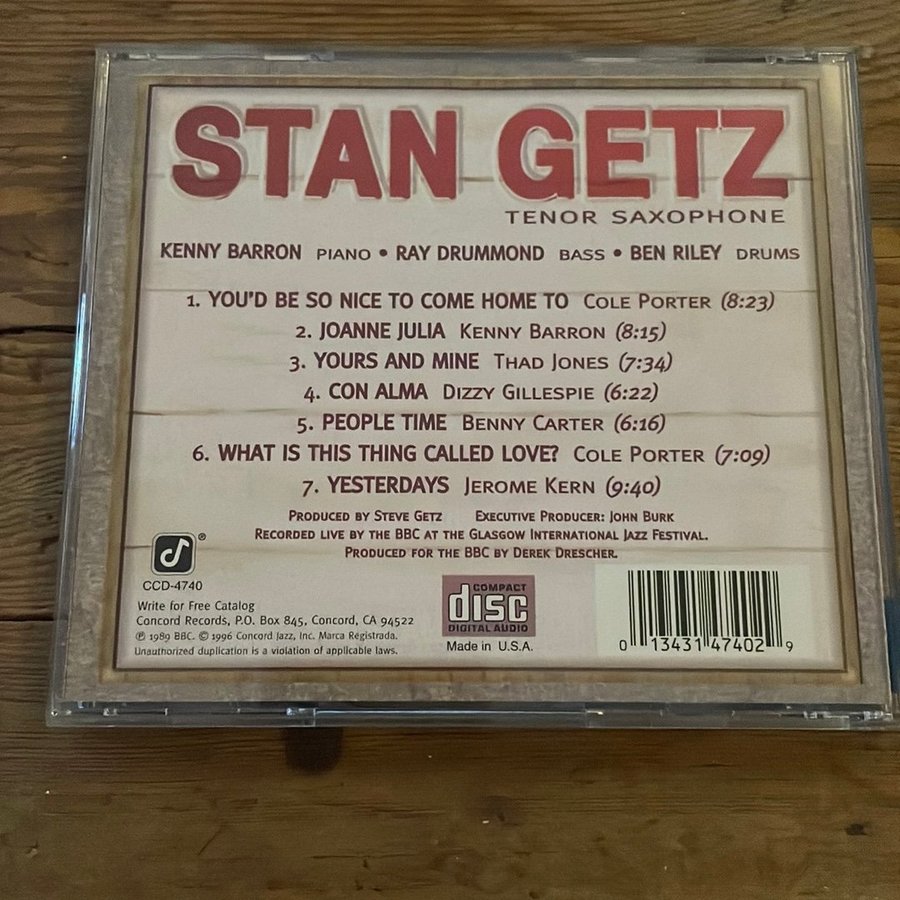 STAN GETZ
TENOR SAXOPHONE
KENNY BARRON PIANO • RAY DRUMMOND BASS • BEN RILEY DRUMS
1. YOU'D BE SO NICE TO COME HOME TO COLE PORTER (8:23)
2. JOANNE JULIA KENNY BARRON (8:15)
3. YOURS AND MINE THAD JONES (7:34)
4. CON ALMA DIZZY GILLESPIE (6:22)
5. PEOPLE TIME BENNY CARTER (6:16)
6. WHAT IS THIS THING CALLED LOVE? COLE PORTER (7:09)
7. YESTERDAYS JEROME KERN (9:40)
PRODUCED BY STEVE GETZ EXECUTIVE PRODUCER: JOHN BURK
RECORDED LIVE BY THE BBC AT THE GLASGOW INTERNATIONAL JAZZ FESTIVAL.
PRODUCED FOR THE BBC BY DEREK DRESCHER.
®
CCD-4740
Write for Free Catalog
Concord Records, P.O. Box 845, Concord, CA 94522
℗ 1989 BBC. © 1996 Concord Jazz, Inc. Marca Registrada.
Unauthorized duplication is a violation of applicable laws.
COMPACT
disc
DIGITAL AUDIO
Made in U.S.A.
0 13431 47402 9